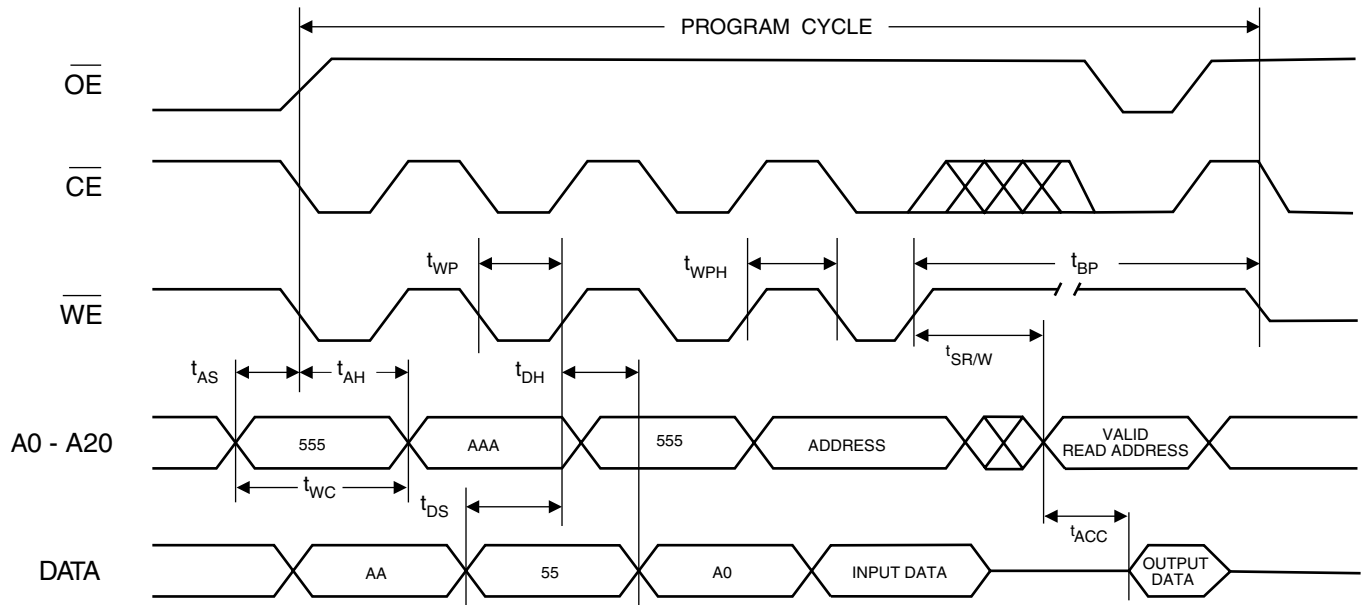 PROGRAM CYCLE
OE
CE
t_WP
t_WPH
t_BP
WE
t_SR/W
t_AS
t_AH
t_DH
A0 - A20
555
AAA
555
ADDRESS
VALID
READ ADDRESS
t_WC
t_DS
t_ACC
DATA
AA
55
A0
INPUT DATA
OUTPUT
DATA